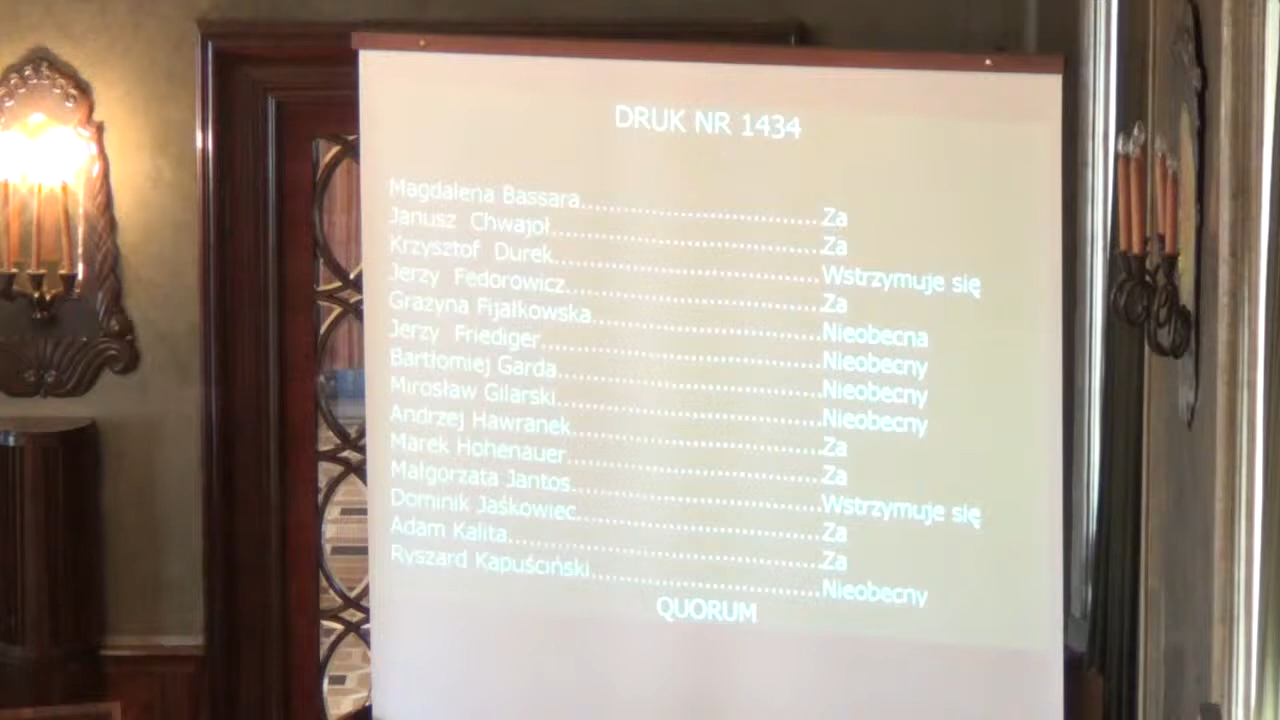 DRUK NR 1434
Magdalena Bassara........................................Za
Janusz  Chwajoł.............................................Za
Krzysztof  Durek............................................Wstrzymuje się
Jerzy  Fedorowicz..........................................Za
Grażyna Fijałkowska......................................Nieobecna
Jerzy  Friediger..............................................Nieobecny
Bartłomiej Garda............................................Nieobecny
Mirosław Gilarski............................................Nieobecny
Andrzej Hawranek.........................................Za
Marek Hohenauer..........................................Za
Małgorzata Jantos.........................................Wstrzymuje się
Dominik Jaśkowiec........................................Za
Adam Kalita...................................................Za
Ryszard Kapuściński......................................Nieobecny
QUORUM